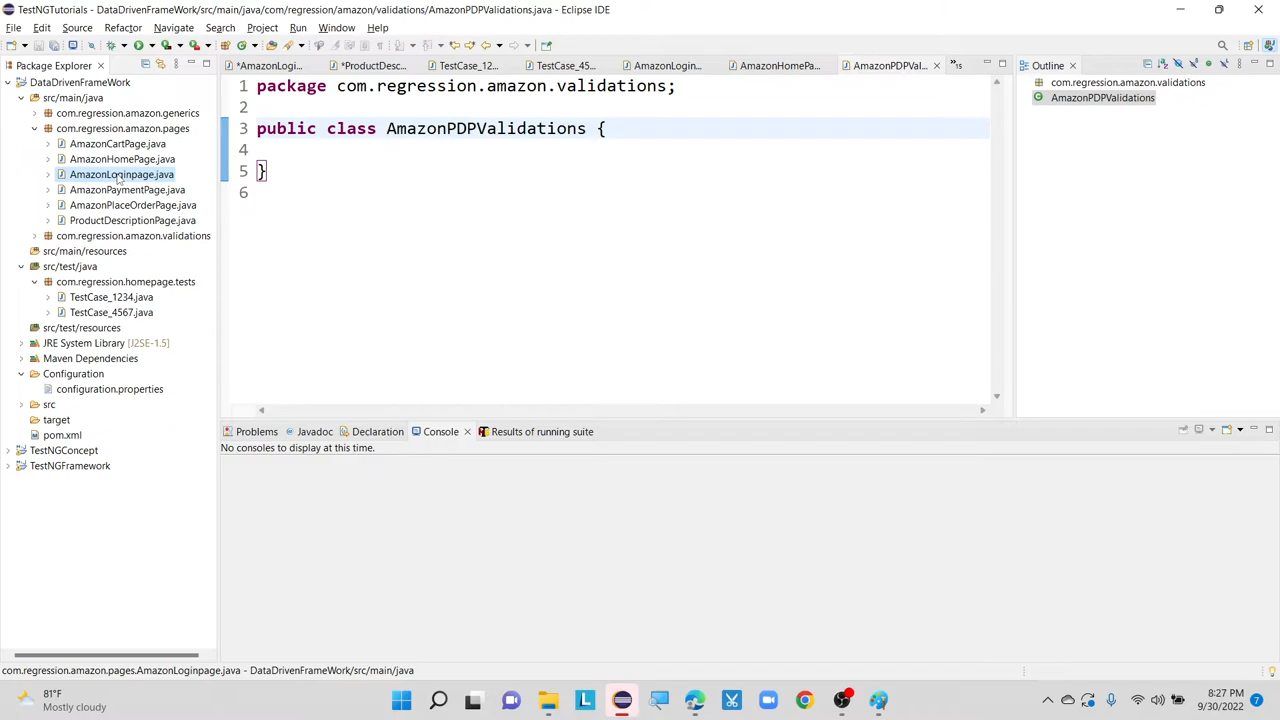 TestNGTutorials - DataDrivenFrameWork/src/main/java/com/regression/amazon/validations/AmazonPDPValidations.java - Eclipse IDE
File Edit Source Refactor Navigate Search Project Run Window Help
Package Explorer
DataDrivenFrameWork
src/main/java
com.regression.amazon.generics
com.regression.amazon.pages
AmazonCartPage.java
AmazonHomePage.java
AmazonLoginpage.java
AmazonPaymentPage.java
AmazonPlaceOrderPage.java
ProductDescriptionPage.java
com.regression.amazon.validations
src/main/resources
src/test/java
com.regression.homepage.tests
TestCase_1234.java
TestCase_4567.java
src/test/resources
JRE System Library [J2SE-1.5]
Maven Dependencies
Configuration
configuration.properties
src
target
pom.xml
TestNGConcept
TestNGFramework
*AmazonLogi... *ProductDesc... TestCase_12... TestCase_45... AmazonLogin... AmazonHomePa... AmazonPDPVal... »15
1 package com.regression.amazon.validations;
2
3 public class AmazonPDPValidations {
4
5 }
6
Outline
com.regression.amazon.validations
AmazonPDPValidations
Problems Javadoc Declaration Console Results of running suite
No consoles to display at this time.
com.regression.amazon.pages.AmazonLoginpage.java - DataDrivenFrameWork/src/main/java
81°F
Mostly cloudy
8:27 PM
9/30/2022
7